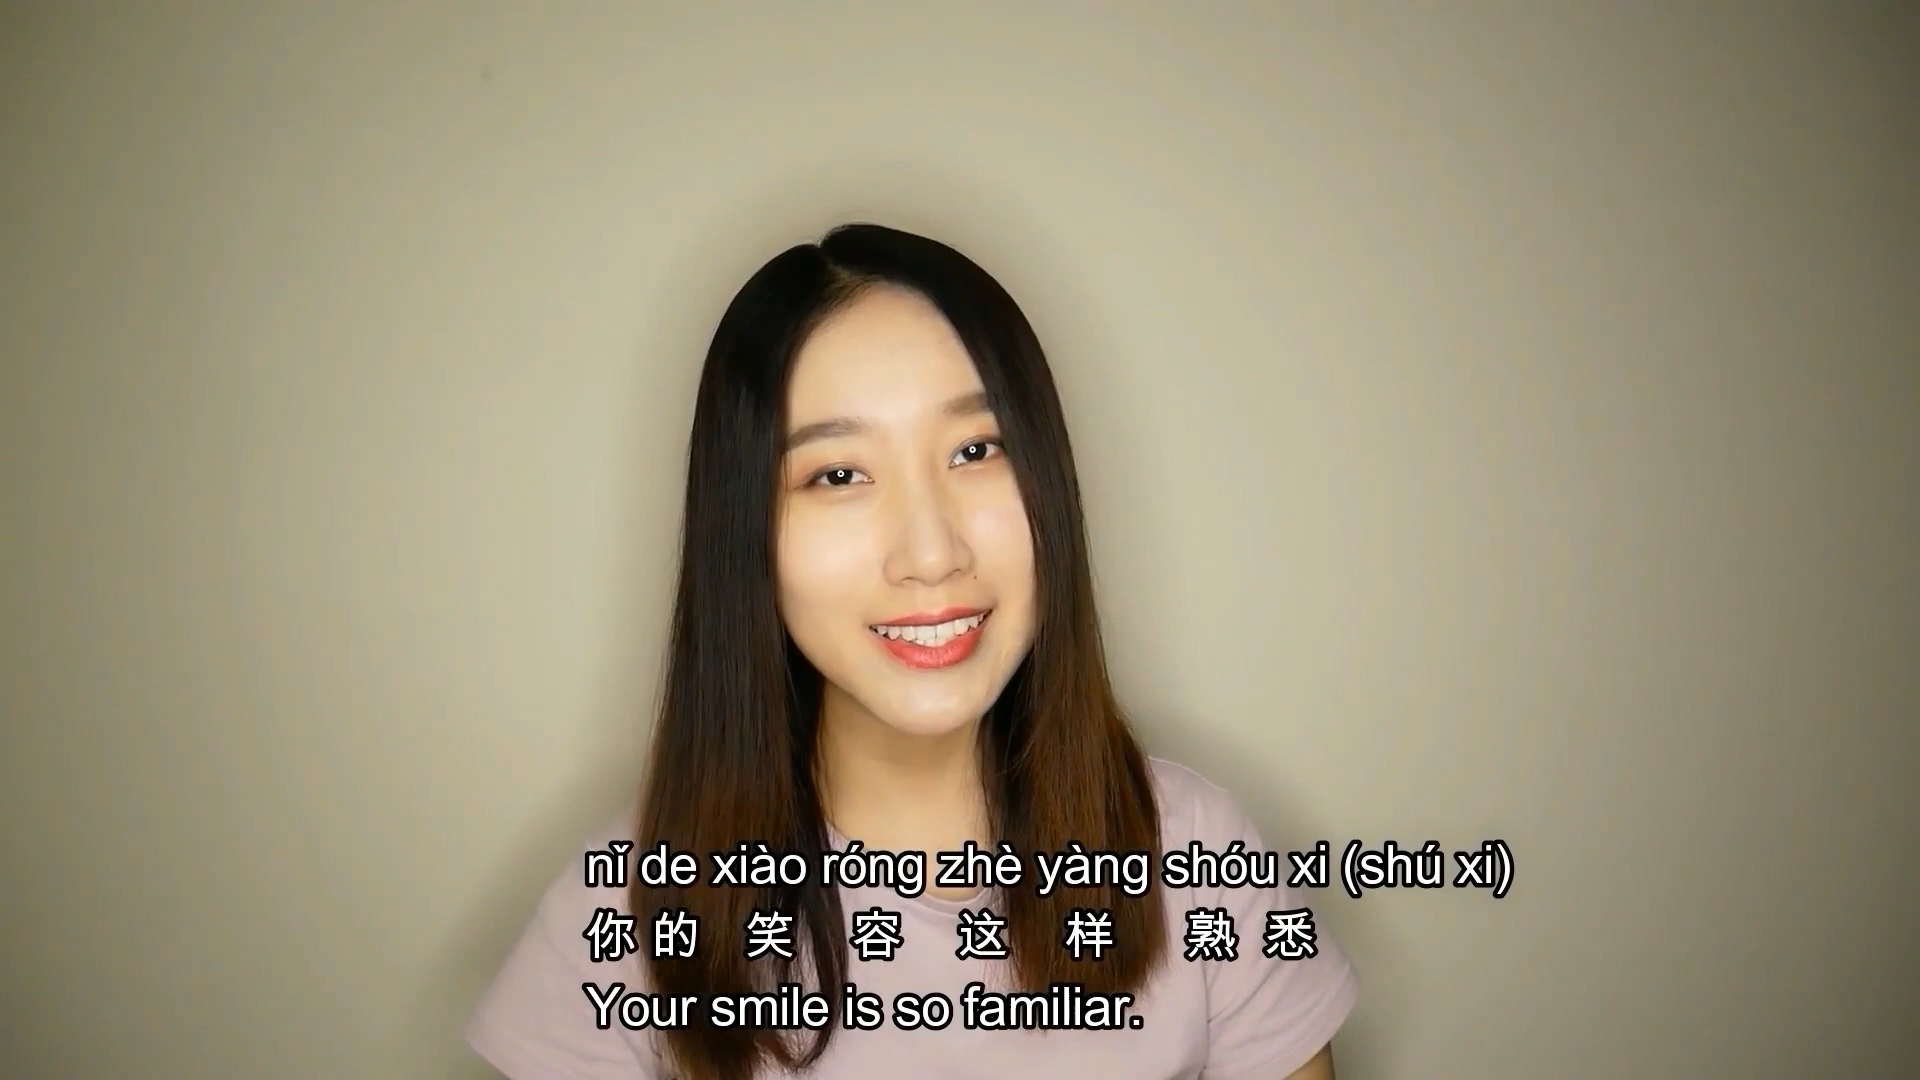 nǐ de xiào róng zhè yàng shóu xi (shú xi)
你的笑容这样熟悉
Your smile is so familiar.